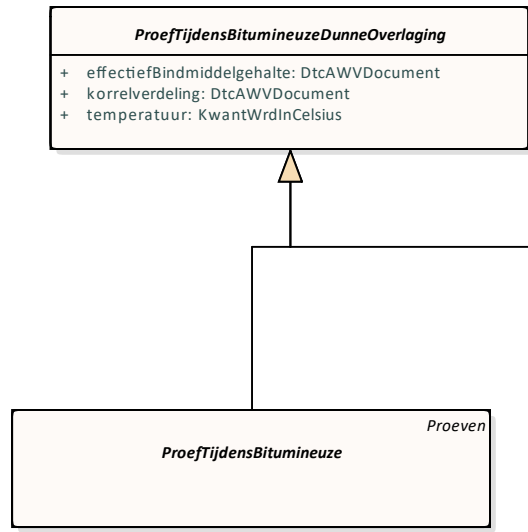 ProefTijdensBitumineuzeDunneOverlaging
+ effectiefBindmiddelgehalte: DtcAWVDocument
+ korrelverdeling: DtcAWVDocument
+ temperatuur: KwantWrdInCelsius
Proeven
ProefTijdensBitumineuze